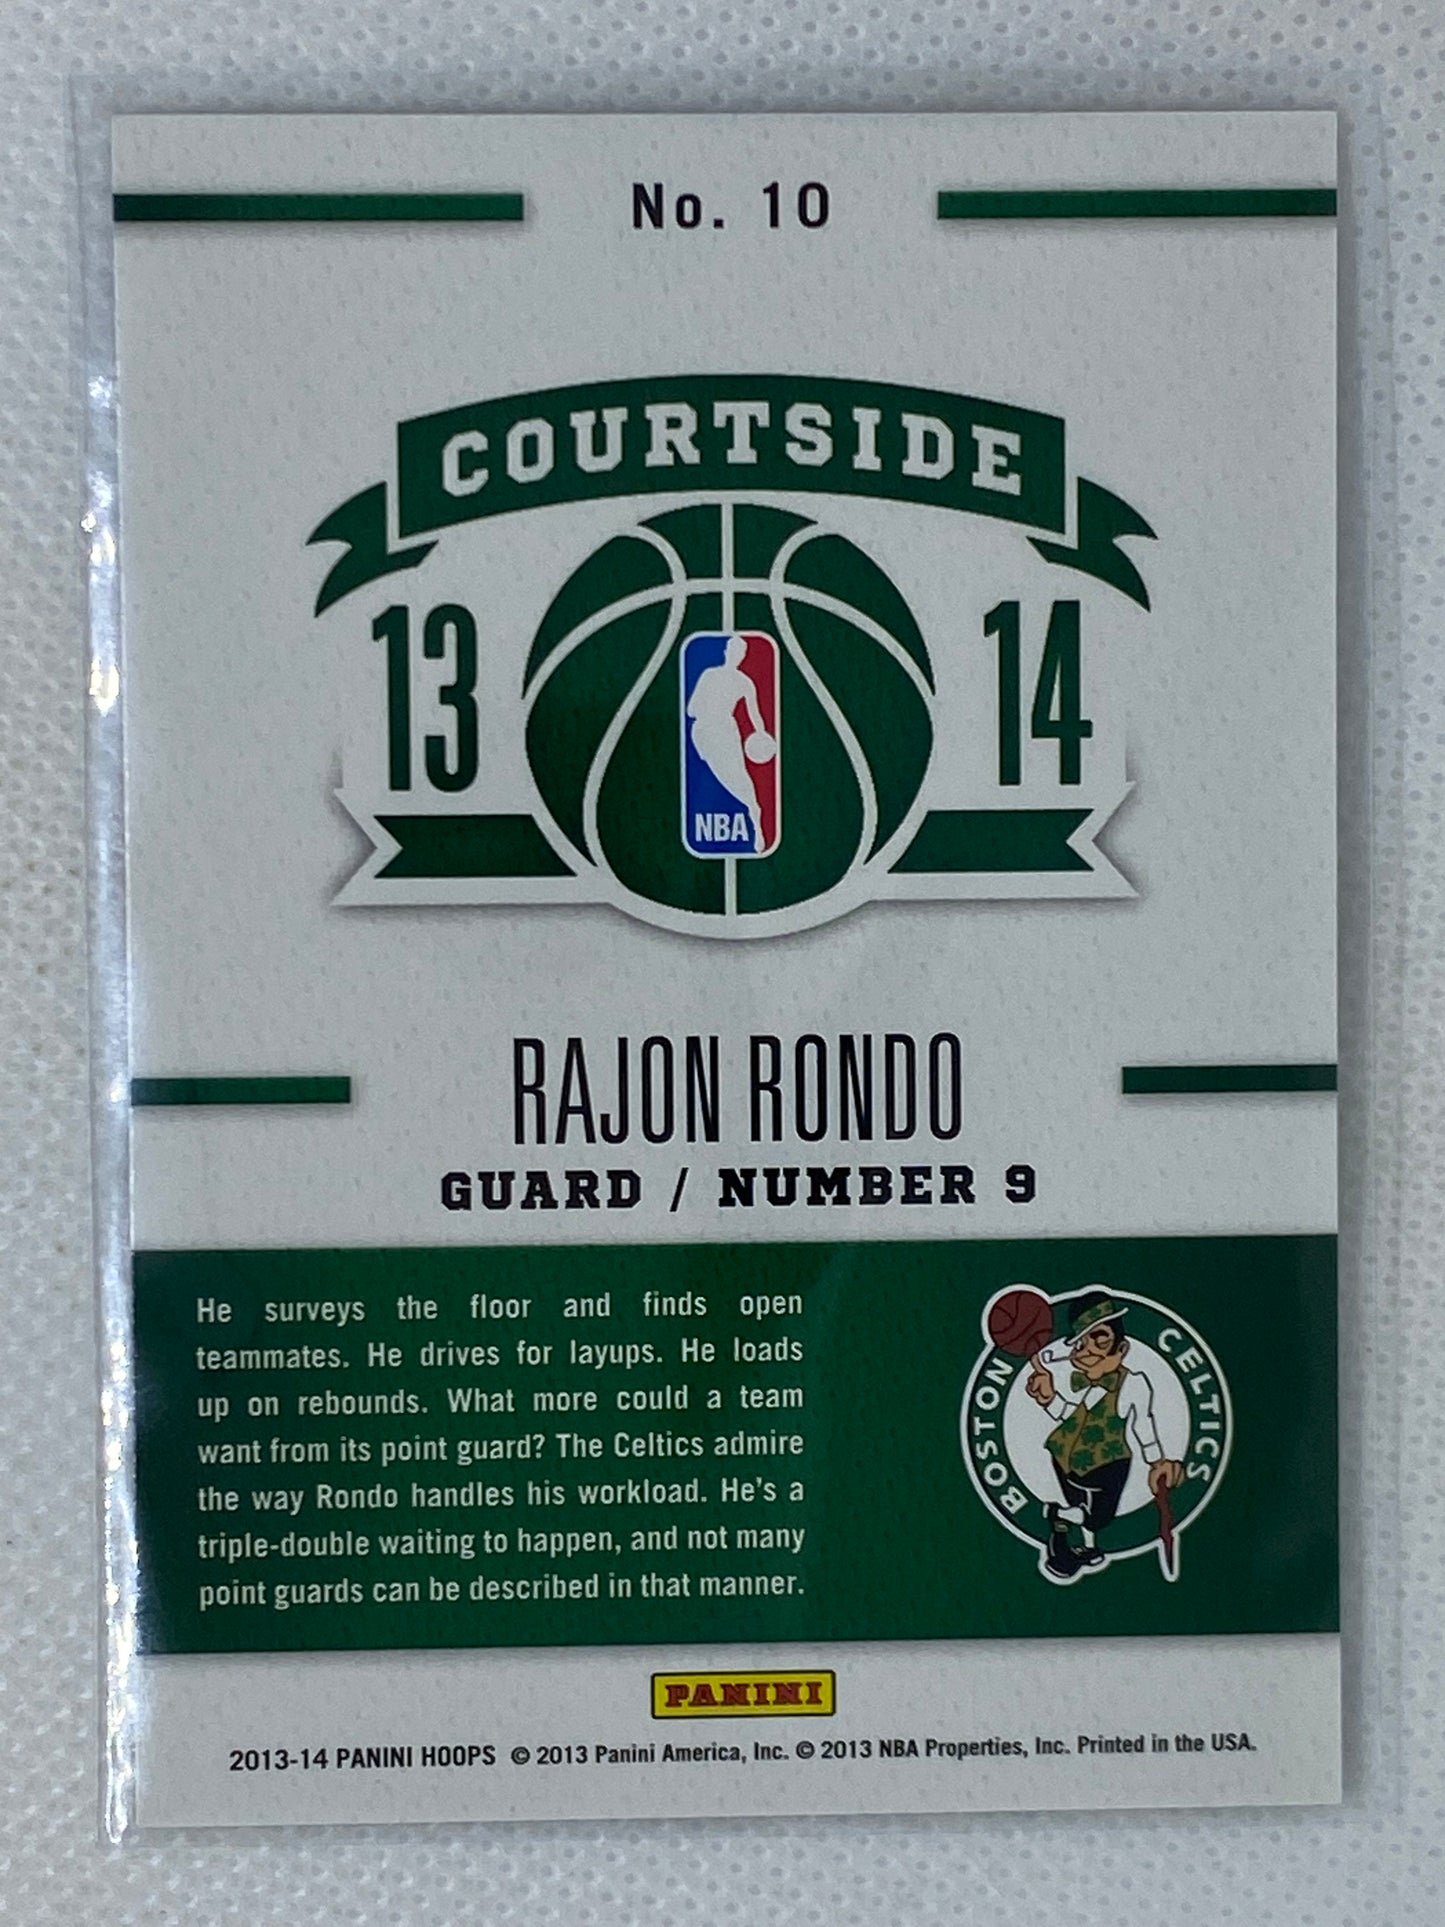 No. 10
COURTSIDE
13 14
NBA
RAJON RONDO
GUARD / NUMBER 9
He surveys the floor and finds open
teammates. He drives for layups. He loads
up on rebounds. What more could a team
want from its point guard? The Celtics admire
the way Rondo handles his workload. He's a
triple-double waiting to happen, and not many
point guards can be described in that manner.
BOSTON CELTICS
PANINI
2013-14 PANINI HOOPS © 2013 Panini America, Inc. © 2013 NBA Properties, Inc. Printed in the USA.